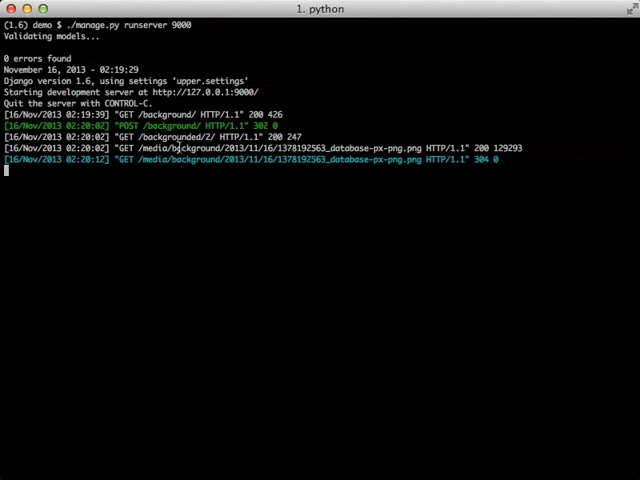 1. python
(1.6) demo $ ./manage.py runserver 9000
Validating models...
0 errors found
November 16, 2013 - 02:19:29
Django version 1.6, using settings 'upper.settings'
Starting development server at http://127.0.0.1:9000/
Quit the server with CONTROL-C.
[16/Nov/2013 02:19:39] "GET /background/ HTTP/1.1" 200 426
[16/Nov/2013 02:20:02] "POST /background/ HTTP/1.1" 302 0
[16/Nov/2013 02:20:02] "GET /backgrounded/2/ HTTP/1.1" 200 247
[16/Nov/2013 02:20:02] "GET /media/background/2013/11/16/1378192563_database-px-png.png HTTP/1.1" 200 129293
[16/Nov/2013 02:20:12] "GET /media/background/2013/11/16/1378192563_database-px-png.png HTTP/1.1" 304 0